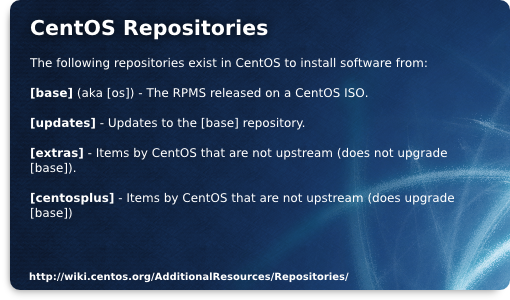 CentOS Repositories
The following repositories exist in CentOS to install software from:
[base] (aka [os]) - The RPMS released on a CentOS ISO.
[updates] - Updates to the [base] repository.
[extras] - Items by CentOS that are not upstream (does not upgrade
[base]).
[centosplus] - Items by CentOS that are not upstream (does upgrade
[base])
http://wiki.centos.org/AdditionalResources/Repositories/